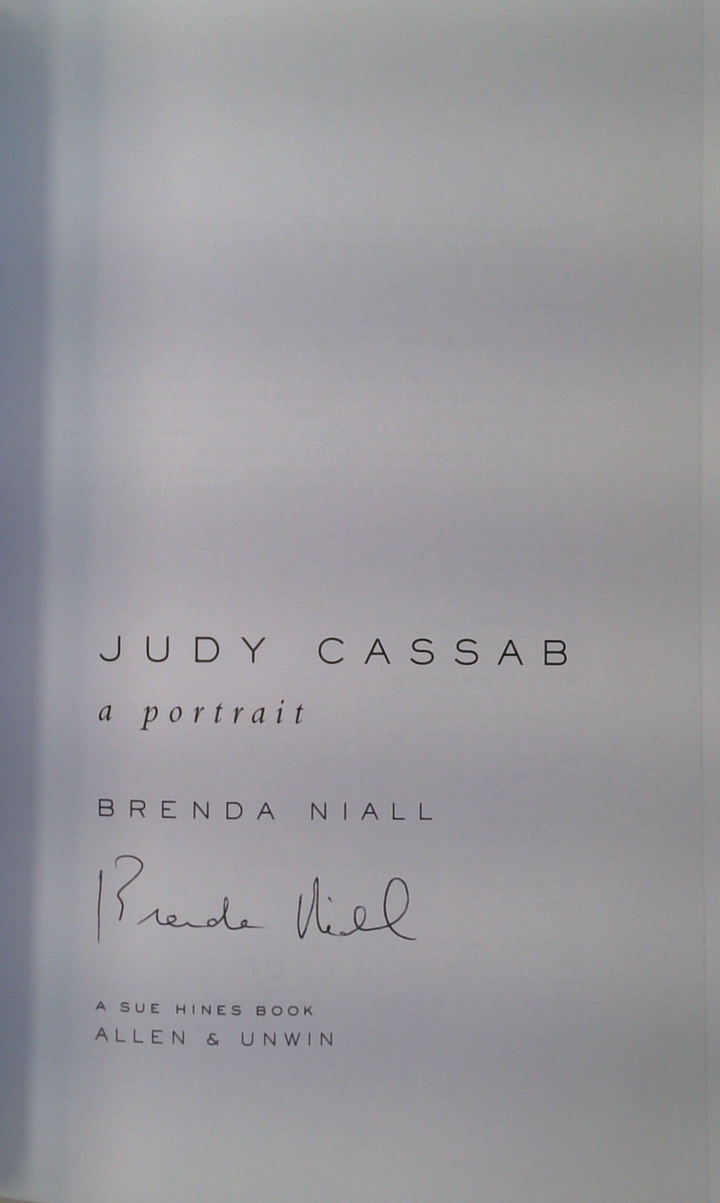 JUDY CASSAB
a portrait
BRENDA NIALL
Brenda Niall
A SUE HINES BOOK
ALLEN & UNWIN